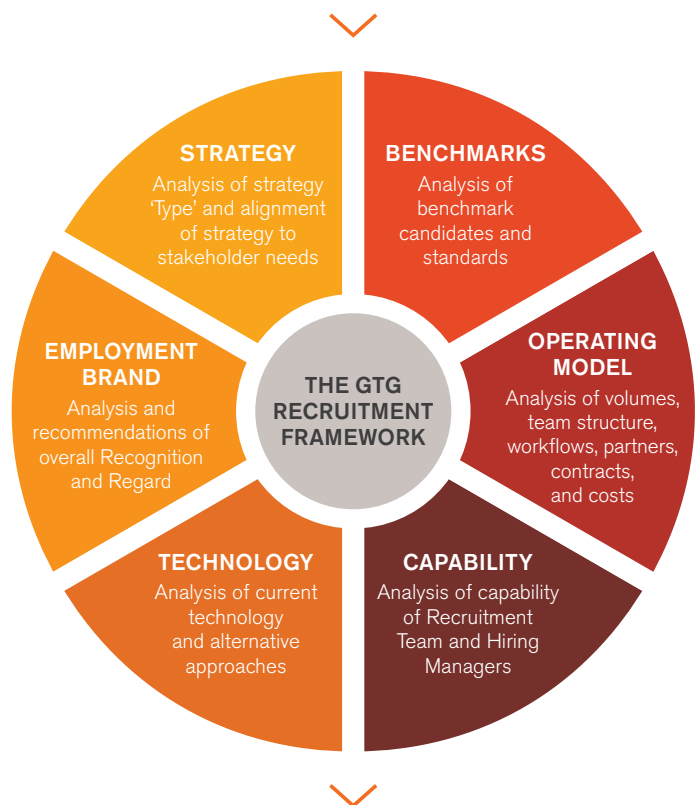 STRATEGY
Analysis of strategy
‘Type’ and alignment
of strategy to
stakeholder needs
BENCHMARKS
Analysis of
benchmark
candidates and
standards
OPERATING
MODEL
Analysis of volumes,
team structure,
workflows, partners,
contracts,
and costs
CAPABILITY
Analysis of capability
of Recruitment
Team and Hiring
Managers
TECHNOLOGY
Analysis of current
technology
and alternative
approaches
EMPLOYMENT
BRAND
Analysis and
recommendations of
overall Recognition
and Regard
THE GTG
RECRUITMENT
FRAMEWORK